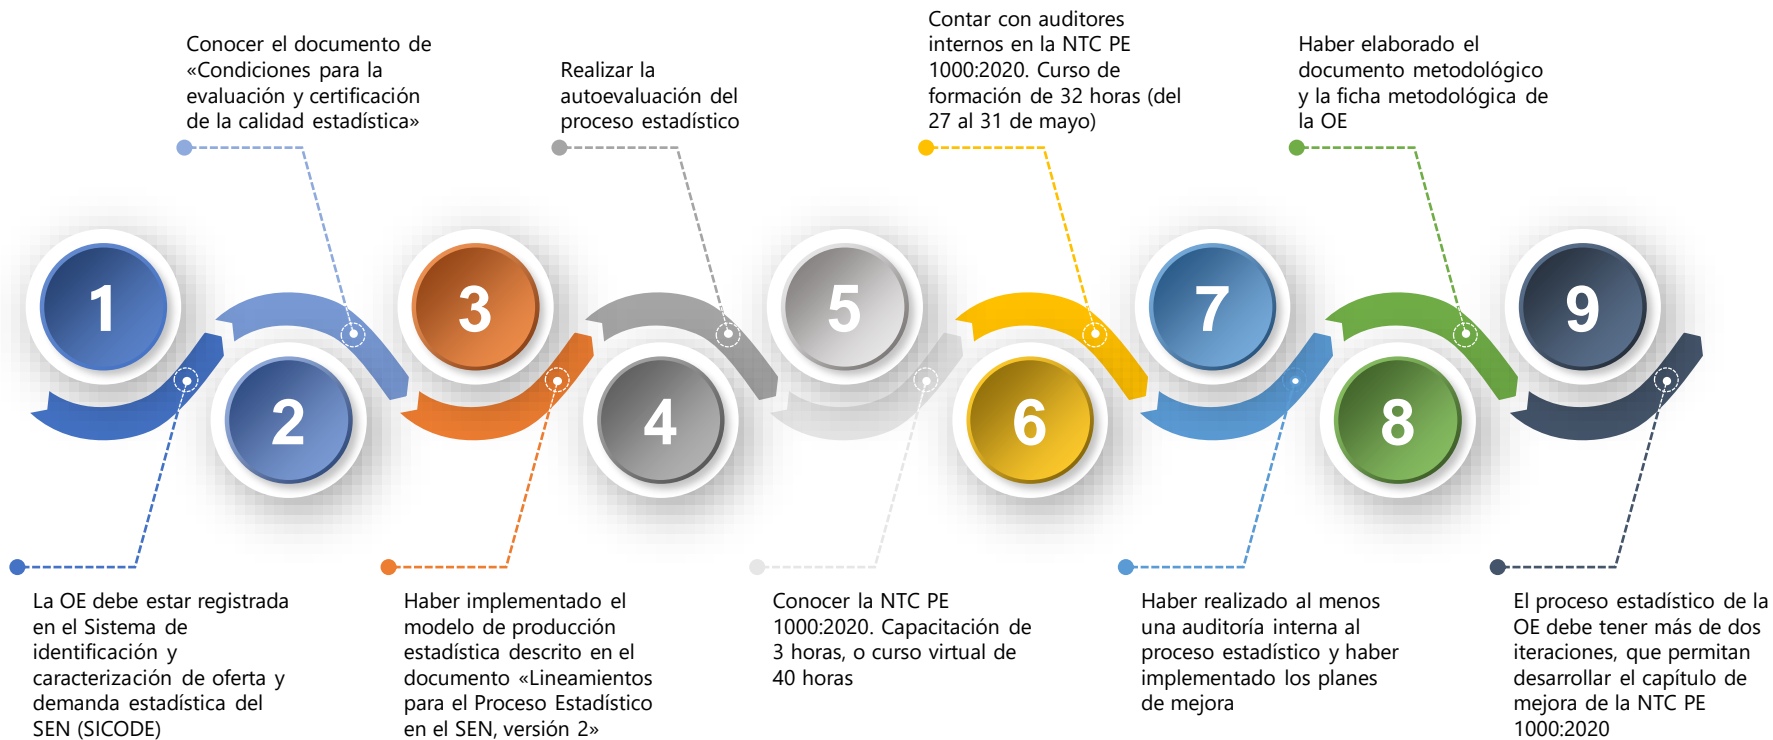 1
La OE debe estar registrada
en el Sistema de
identificación y
caracterización de oferta y
demanda estadística del
SEN (SICODE)
2
Conocer el documento de
«Condiciones para la
evaluación y certificación
de la calidad estadística»
3
Haber implementado el
modelo de producción
estadística descrito en el
documento «Lineamientos
para el Proceso Estadístico
en el SEN, versión 2»
4
Realizar la
autoevaluación del
proceso estadístico
5
Conocer la NTC PE
1000:2020. Capacitación de
3 horas, o curso virtual de
40 horas
6
Contar con auditores
internos en la NTC PE
1000:2020. Curso de
formación de 32 horas (del
27 al 31 de mayo)
7
Haber realizado al menos
una auditoría interna al
proceso estadístico y haber
implementado los planes
de mejora
8
Haber elaborado el
documento metodológico
y la ficha metodológica de
la OE
9
El proceso estadístico de la
OE debe tener más de dos
iteraciones, que permitan
desarrollar el capítulo de
mejora de la NTC PE
1000:2020